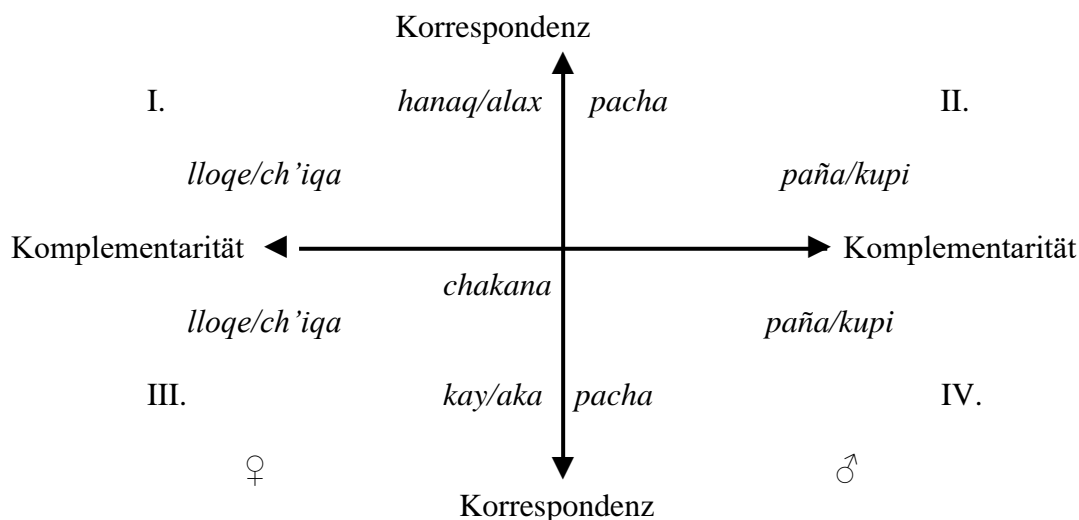 Korrespondenz
I. hanaq/alax pacha II.
lloqe/ch’iqa paña/kupi
Komplementarität Komplementarität
chakana
lloqe/ch’iqa paña/kupi
III. kay/aka pacha IV.
♀ ♂
Korrespondenz